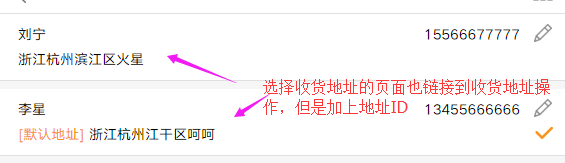 刘宁 15566677777
浙江杭州滨江区火星
选择收货地址的页面也链接到收货地址操
作，但是加上地址ID
李星 13455666666
[默认地址] 浙江杭州江干区呵呵